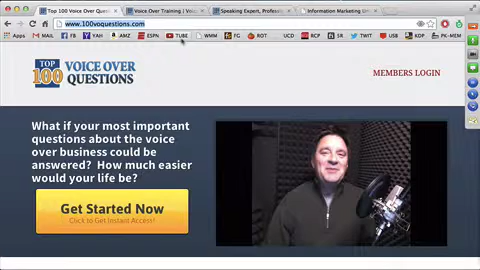 Top 100 Voice Over Quest
Voice Over Training | Voic
Speaking Expert, Profess
Information Marketing
www.100voquestions.com
MAIL
FB
YAH
AMZ
ESPN
TUBE
WMM
FG
ROT
UCD
RCP
SR
TWIT
USB
KDP
PK-MEM
TOP
100
VOICE OVER
QUESTIONS
MEMBERS LOGIN
What if your most important
questions about the voice
over business could be
answered? How much easier
would your life be?
Get Started Now
Click to Get Instant Access!